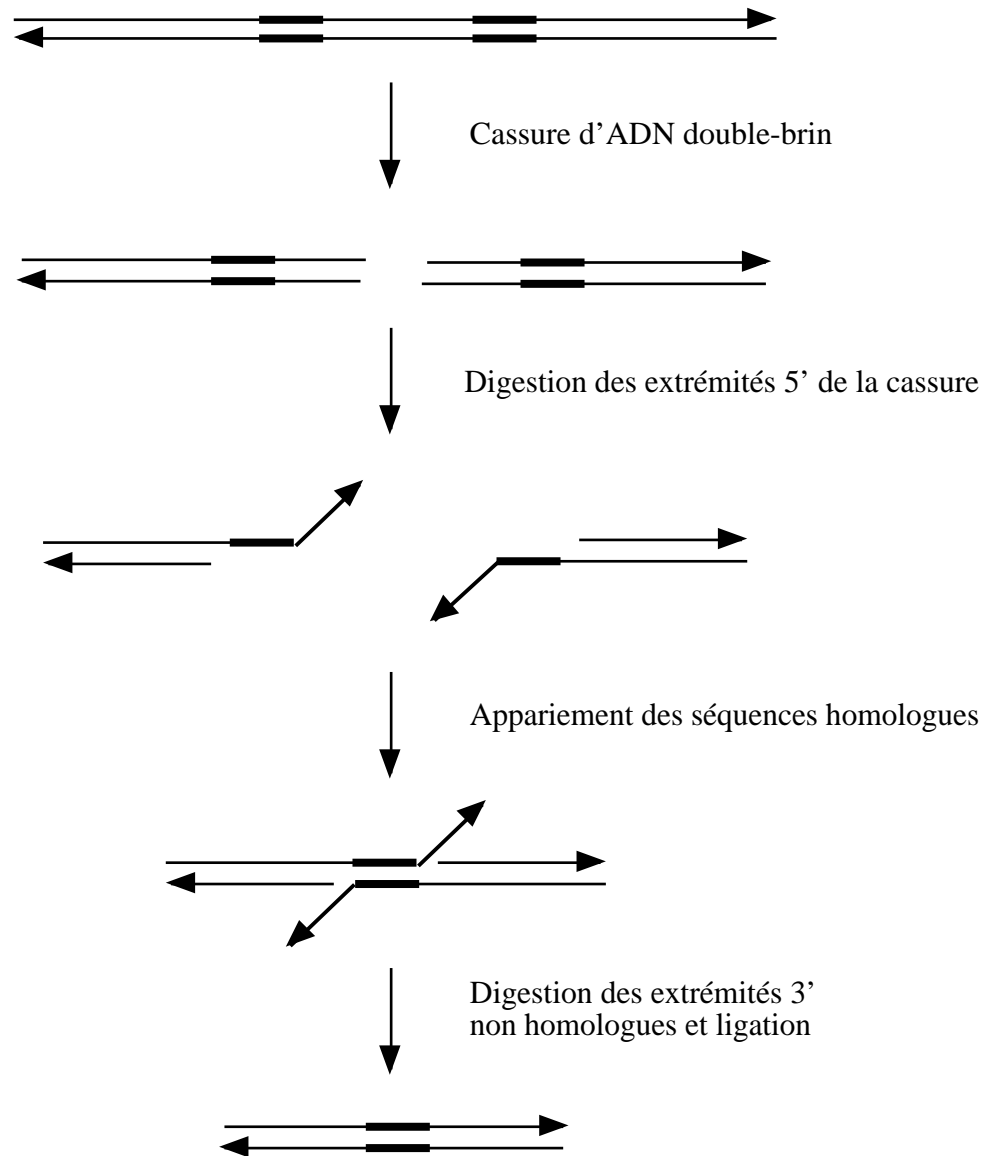 Cassure d’ADN double-brin
Digestion des extrémités 5’ de la cassure
Appariement des séquences homologues
Digestion des extrémités 3’
non homologues et ligation